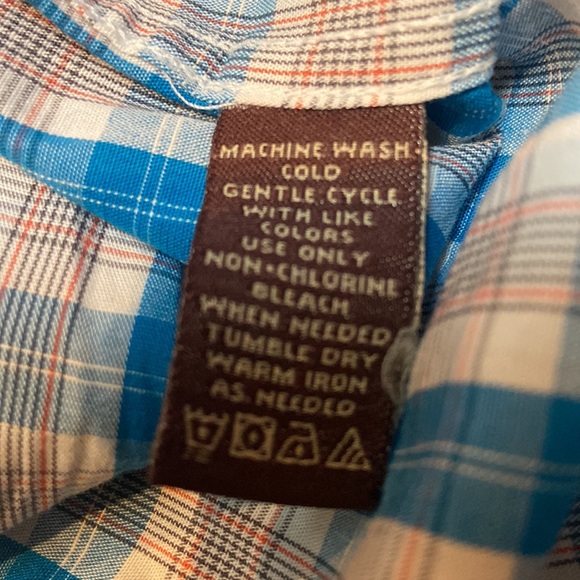 MACHINE WASH
COLD
GENTLE CYCLE
WITH LIKE
COLORS
USE ONLY
NON-CHLORINE
BLEACH
WHEN NEEDED
TUMBLE DRY
WARM IRON
AS NEEDED